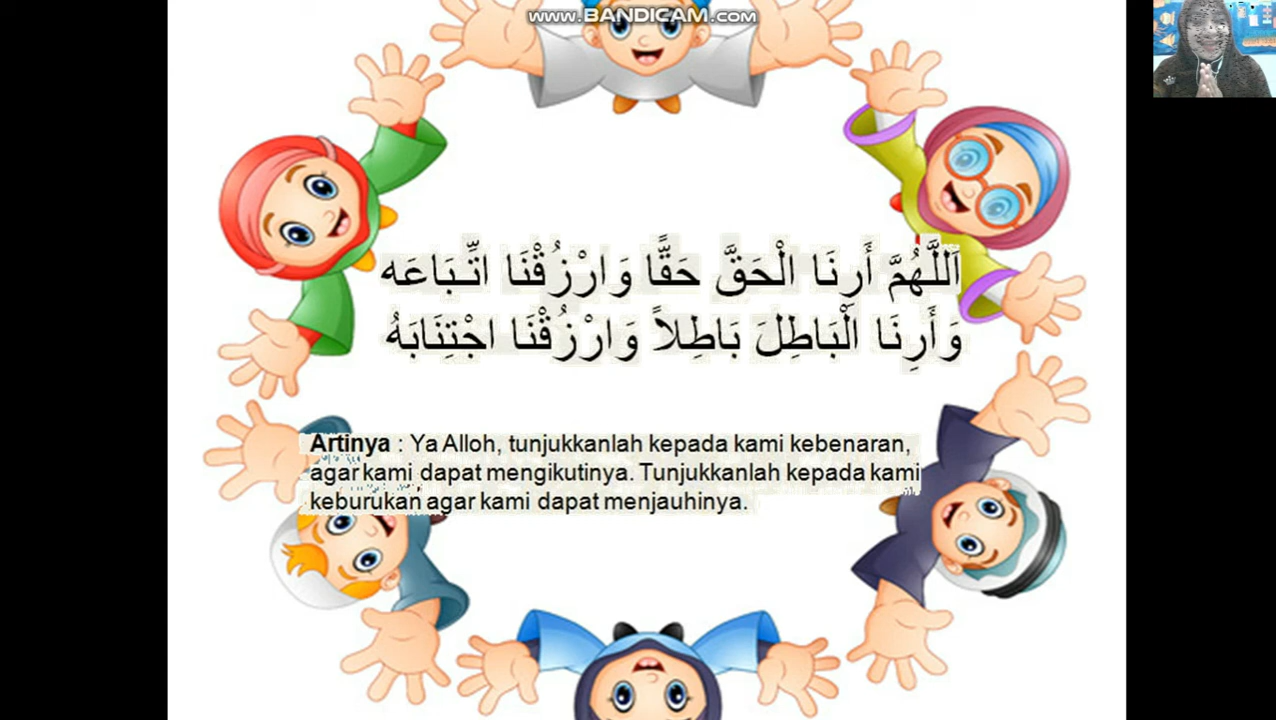 WWW.BANDICAM.COM
اَللَّهُمَّ أَرِنَا الْحَقَّ حَقًّا وَارْزُقْنَا اتِّـبَاعَه
وَأَرِنَا الْبَاطِلَ بَاطِلاً وَارْزُقْنَا اجْتِنَابَهُ
Artinya : Ya Alloh, tunjukkanlah kepada kami kebenaran,
agar kami dapat mengikutinya. Tunjukkanlah kepada kami
keburukan agar kami dapat menjauhinya.